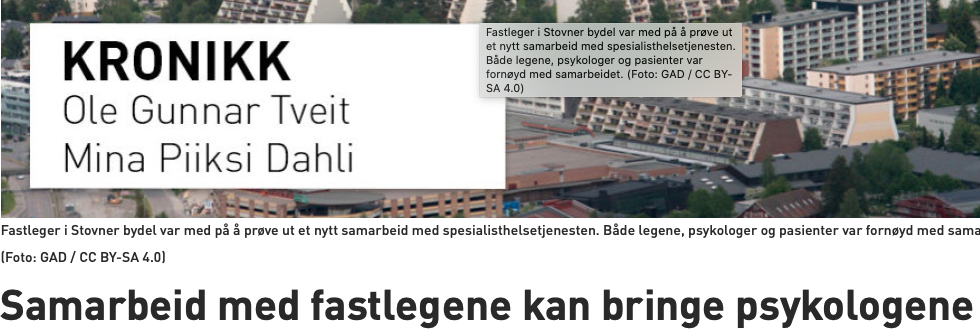 KRONIKK
Ole Gunnar Tveit
Mina Piiksi Dahli
Fastleger i Stovner bydel var med på å prøve ut
et nytt samarbeid med spesialisthelsetjenesten.
Både legene, psykologer og pasienter var
fornøyd med samarbeidet. (Foto: GAD / CC BY-
SA 4.0)
Fastleger i Stovner bydel var med på å prøve ut et nytt samarbeid med spesialisthelsetjenesten. Både legene, psykologer og pasienter var fornøyd med sama
(Foto: GAD / CC BY-SA 4.0)
Samarbeid med fastlegene kan bringe psykologene